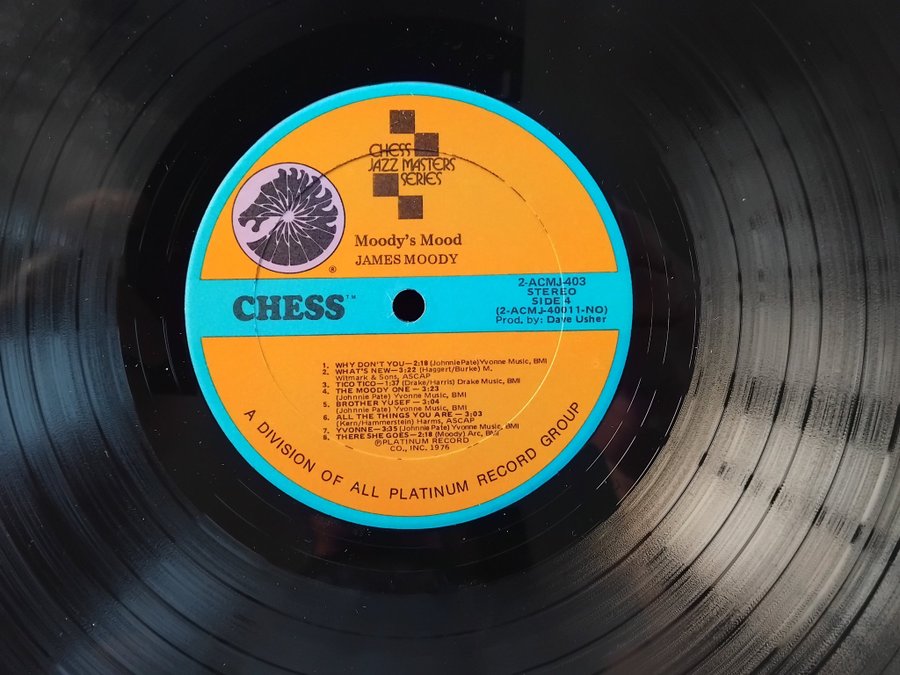 CHESS
JAZZ MASTERS
SERIES
®
Moody's Mood
JAMES MOODY
CHESS™
2-ACMJ-403
STEREO
SIDE 4
(2-ACMJ-40011-NO)
Prod. by: Dave Usher
1. WHY DON'T YOU—2:18 (JohnniePate) Yvonne Music, BMI
2. WHAT'S NEW—3:22 (Haggert/Burke) M.
Witmark & Sons, ASCAP
3. TICO TICO—1:37 (Drake/Harris) Drake Music, BMI
4. THE MOODY ONE—3:23
(Johnnie Pate) Yvonne Music, BMI
5. BROTHER YUSEF—3:04
(Johnnie Pate) Yvonne Music, BMI
6. ALL THE THINGS YOU ARE—3:03
(Kern/Hammerstein) Harms, ASCAP
7. YVONNE—3:35 (Johnnie Pate) Yvonne Music, BMI
8. THERE SHE GOES—2:18 (Moody) Arc, BMI
Ⓟ PLATINUM RECORD
CO., INC. 1976
A DIVISION OF ALL PLATINUM RECORD GROUP